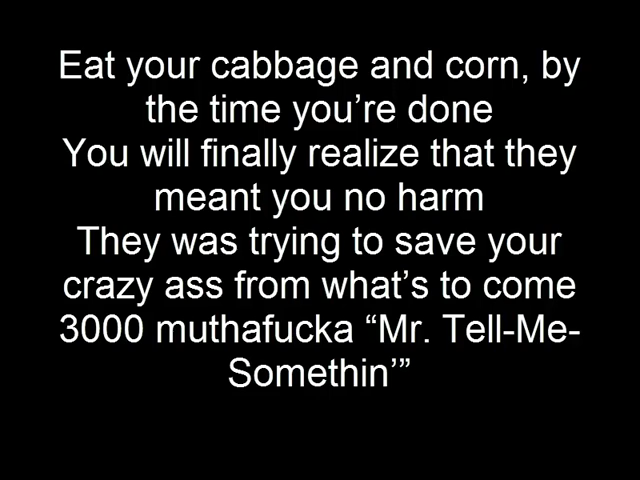 Eat your cabbage and corn, by
the time you’re done
You will finally realize that they
meant you no harm
They was trying to save your
crazy ass from what’s to come
3000 muthafucka “Mr. Tell-Me-
Somethin’”